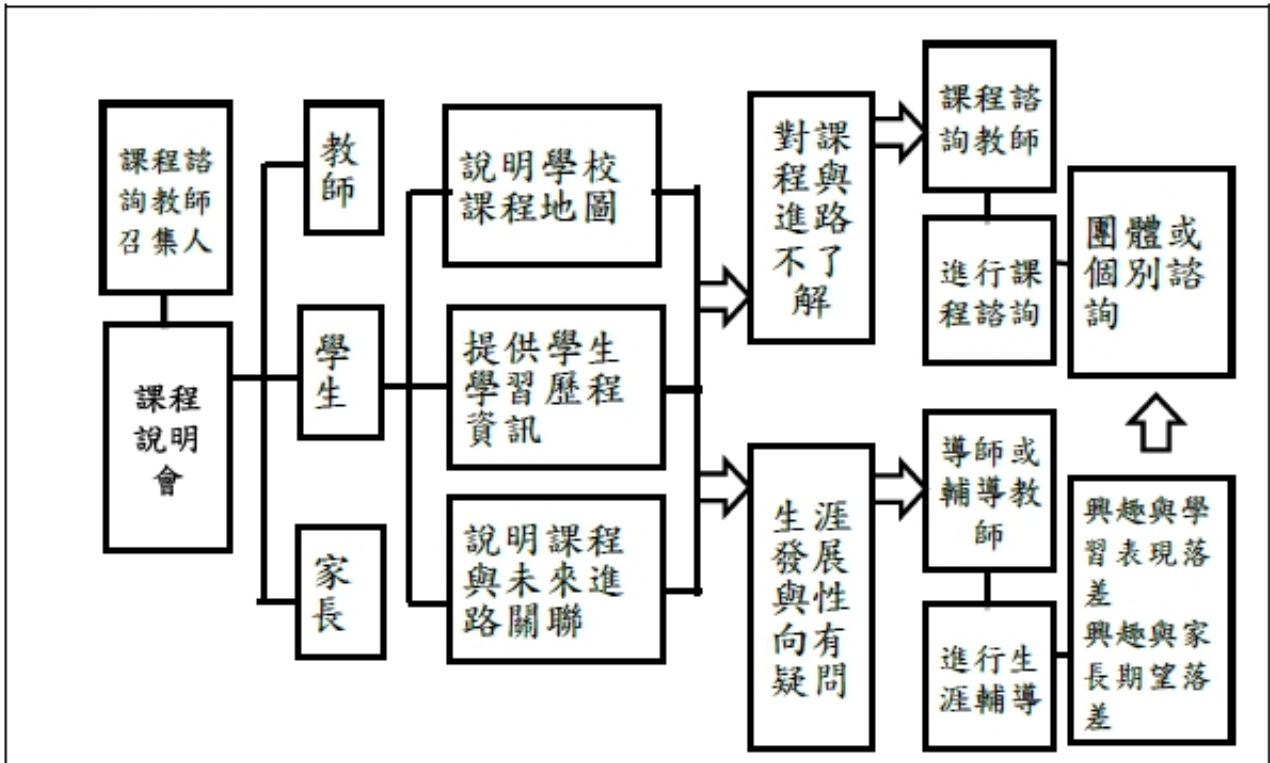 課程諮
詢教師
召集人
課程
說明
會
教
師
學
生
家
長
說明學校
課程地圖
提供學生
學習歷程
資訊
說明課程
與未來進
路關聯
對課
程與
進路
不了
解
生涯
發展
與性
向有
疑問
課程諮
詢教師
進行課
程諮詢
團體或
個別諮
詢
導師或
輔導教
師
進行生
涯輔導
興趣與學
習表現落
差
興趣與家
長期望落
差